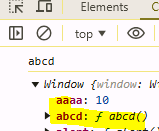 Elements
C
top
abcd
Window {window: Wi
aaaa: 10
abcd: ƒ abcd()